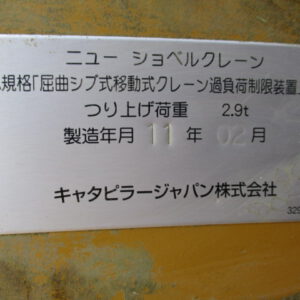 ニュー ショベルクレーン
規格「屈曲ジブ式移動式クレーン過負荷制限装置」
つり上げ荷重 2.9t
製造年月 11 年 02 月
キャタピラージャパン株式会社
329